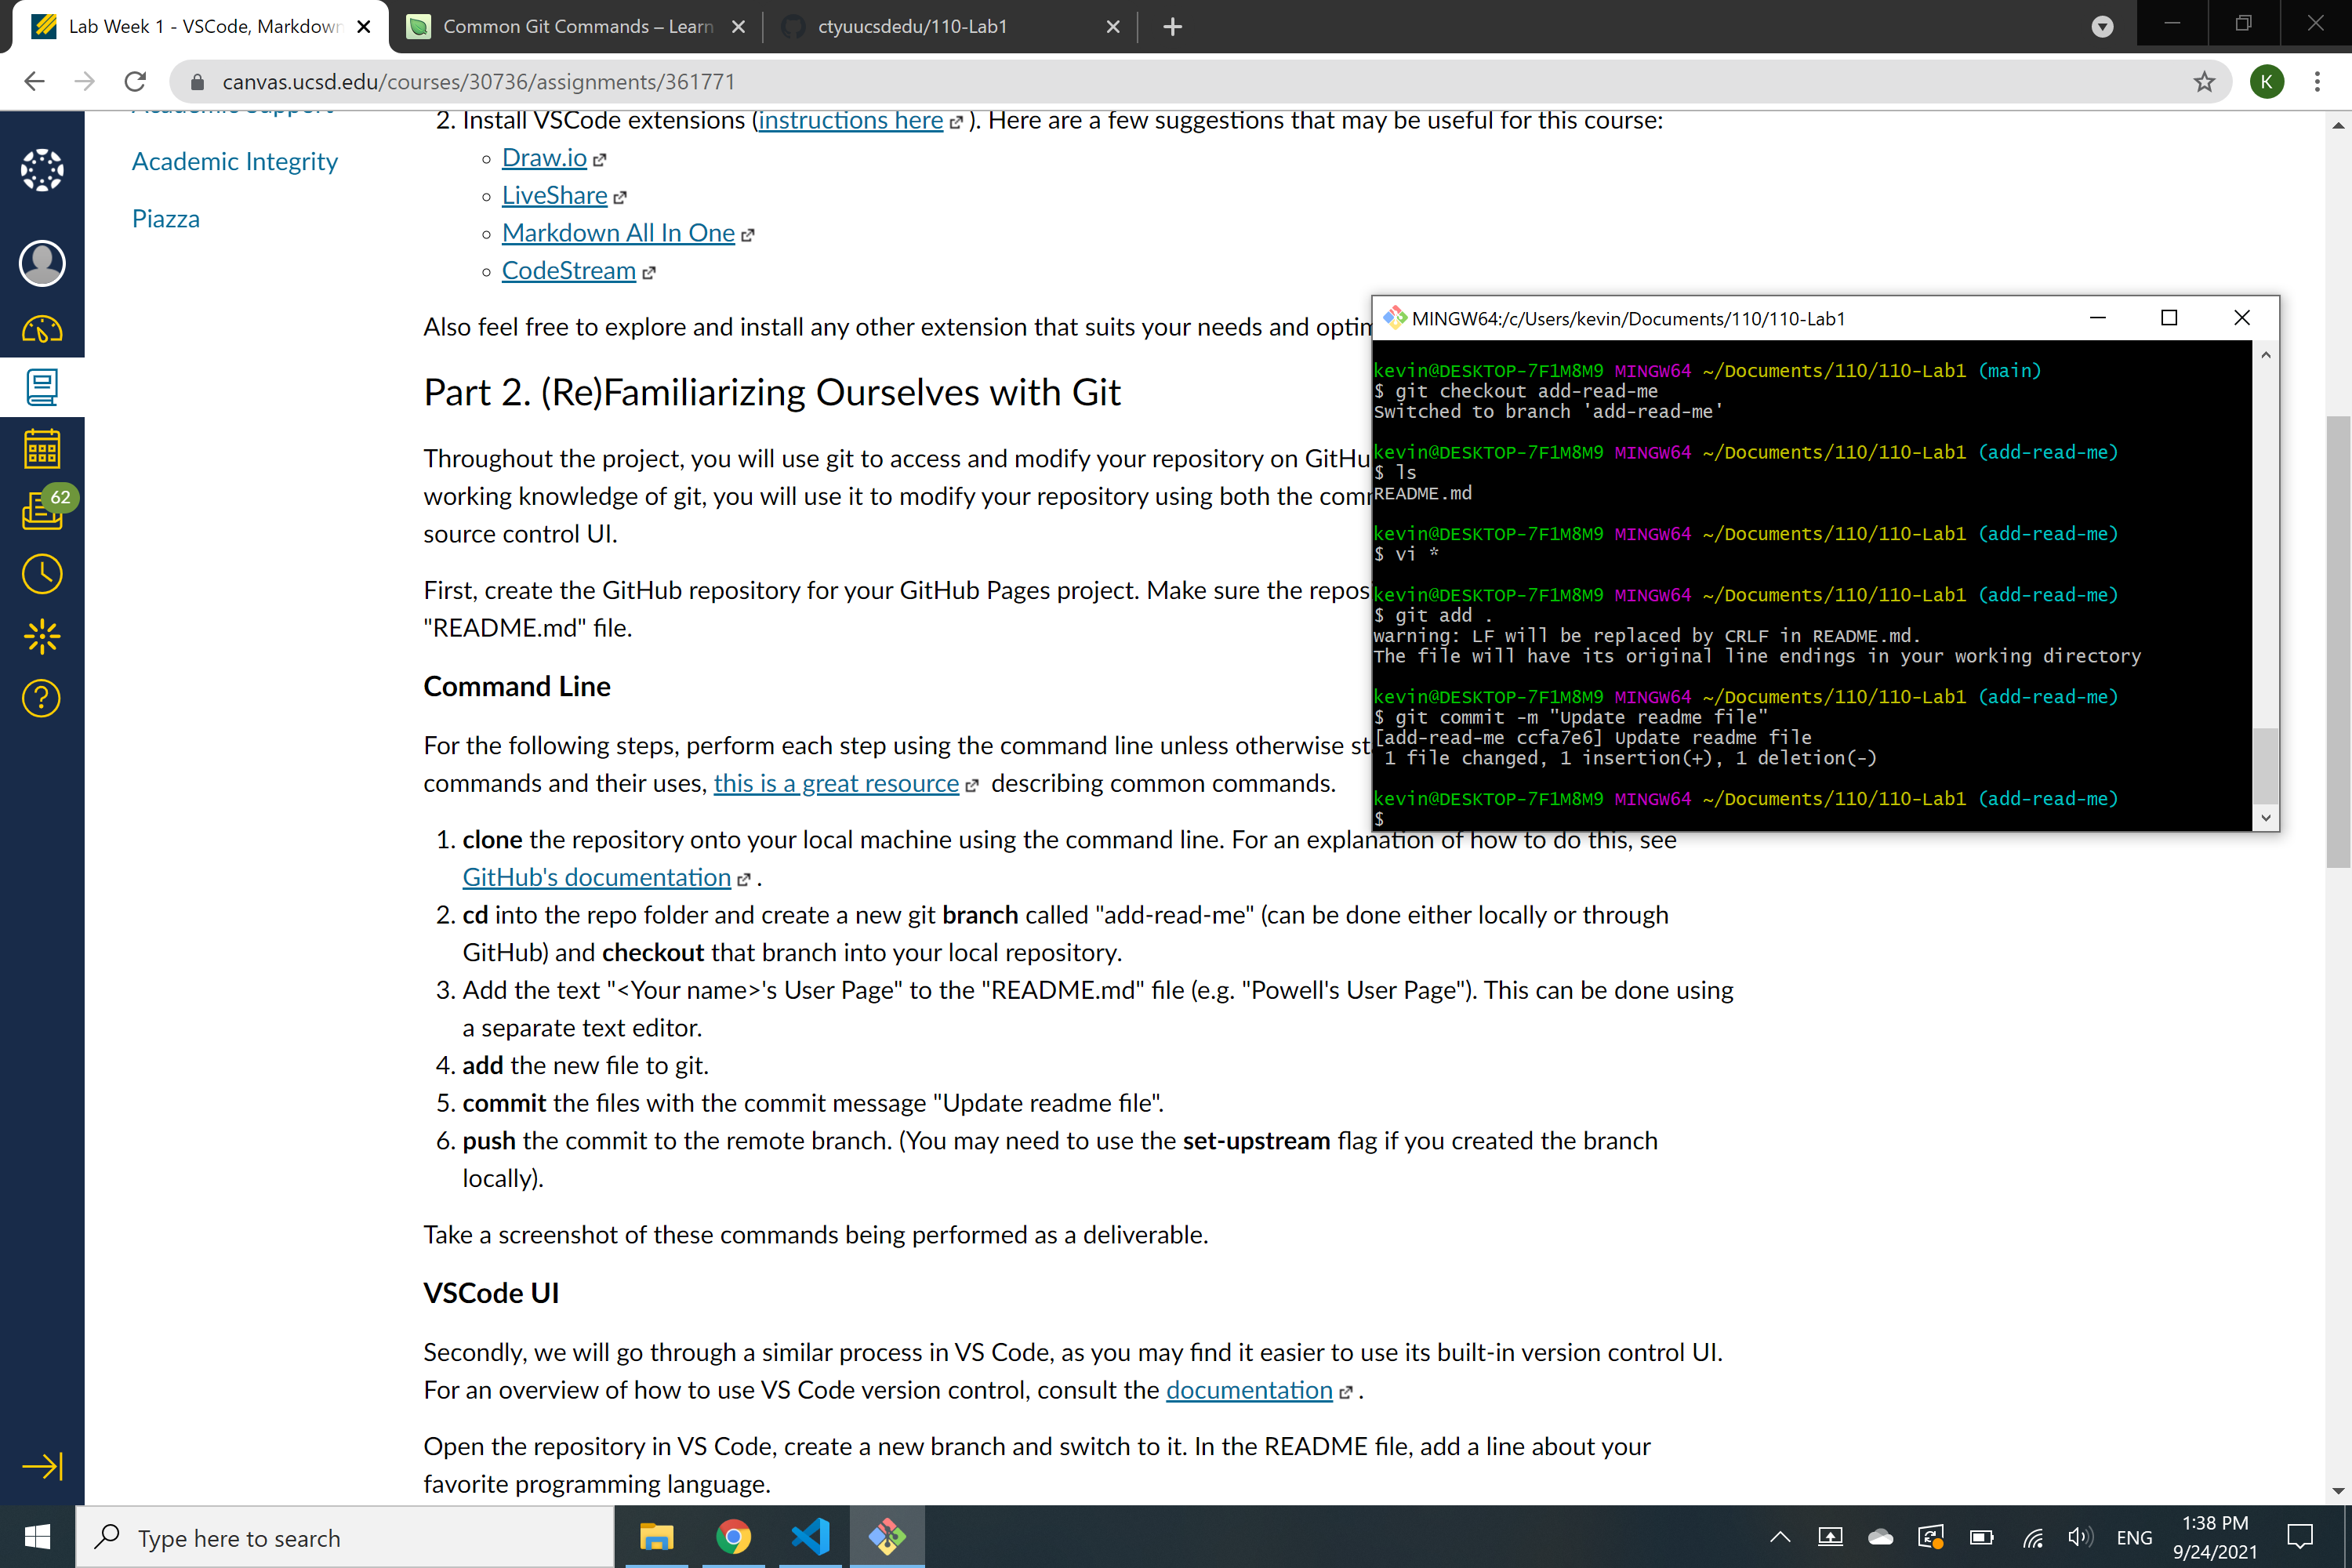 Lab Week 1 - VSCode, Markdown
Common Git Commands – Learn
ctyuucsdedu/110-Lab1
canvas.ucsd.edu/courses/30736/assignments/361771
K
Academic Support
Academic Integrity
Piazza
62
2. Install VSCode extensions (instructions here). Here are a few suggestions that may be useful for this course:
Draw.io
LiveShare
Markdown All In One
CodeStream
Also feel free to explore and install any other extension that suits your needs and optim
Part 2. (Re)Familiarizing Ourselves with Git
Throughout the project, you will use git to access and modify your repository on GitHu
working knowledge of git, you will use it to modify your repository using both the comm
source control UI.
First, create the GitHub repository for your GitHub Pages project. Make sure the repos
"README.md" file.
Command Line
For the following steps, perform each step using the command line unless otherwise st
commands and their uses, this is a great resource describing common commands.
1. clone the repository onto your local machine using the command line. For an explanation of how to do this, see
GitHub's documentation .
2. cd into the repo folder and create a new git branch called "add-read-me" (can be done either locally or through
GitHub) and checkout that branch into your local repository.
3. Add the text "<Your name>'s User Page" to the "README.md" file (e.g. "Powell's User Page"). This can be done using
a separate text editor.
4. add the new file to git.
5. commit the files with the commit message "Update readme file".
6. push the commit to the remote branch. (You may need to use the set-upstream flag if you created the branch
locally).
Take a screenshot of these commands being performed as a deliverable.
VSCode UI
Secondly, we will go through a similar process in VS Code, as you may find it easier to use its built-in version control UI.
For an overview of how to use VS Code version control, consult the documentation .
Open the repository in VS Code, create a new branch and switch to it. In the README file, add a line about your
favorite programming language.
MINGW64:/c/Users/kevin/Documents/110/110-Lab1
kevin@DESKTOP-7F1M8M9 MINGW64 ~/Documents/110/110-Lab1 (main)
$ git checkout add-read-me
Switched to branch 'add-read-me'
kevin@DESKTOP-7F1M8M9 MINGW64 ~/Documents/110/110-Lab1 (add-read-me)
$ ls
README.md
kevin@DESKTOP-7F1M8M9 MINGW64 ~/Documents/110/110-Lab1 (add-read-me)
$ vi *
kevin@DESKTOP-7F1M8M9 MINGW64 ~/Documents/110/110-Lab1 (add-read-me)
$ git add .
warning: LF will be replaced by CRLF in README.md.
The file will have its original line endings in your working directory
kevin@DESKTOP-7F1M8M9 MINGW64 ~/Documents/110/110-Lab1 (add-read-me)
$ git commit -m "Update readme file"
[add-read-me ccfa7e6] Update readme file
1 file changed, 1 insertion(+), 1 deletion(-)
kevin@DESKTOP-7F1M8M9 MINGW64 ~/Documents/110/110-Lab1 (add-read-me)
$
Type here to search
ENG
1:38 PM
9/24/2021